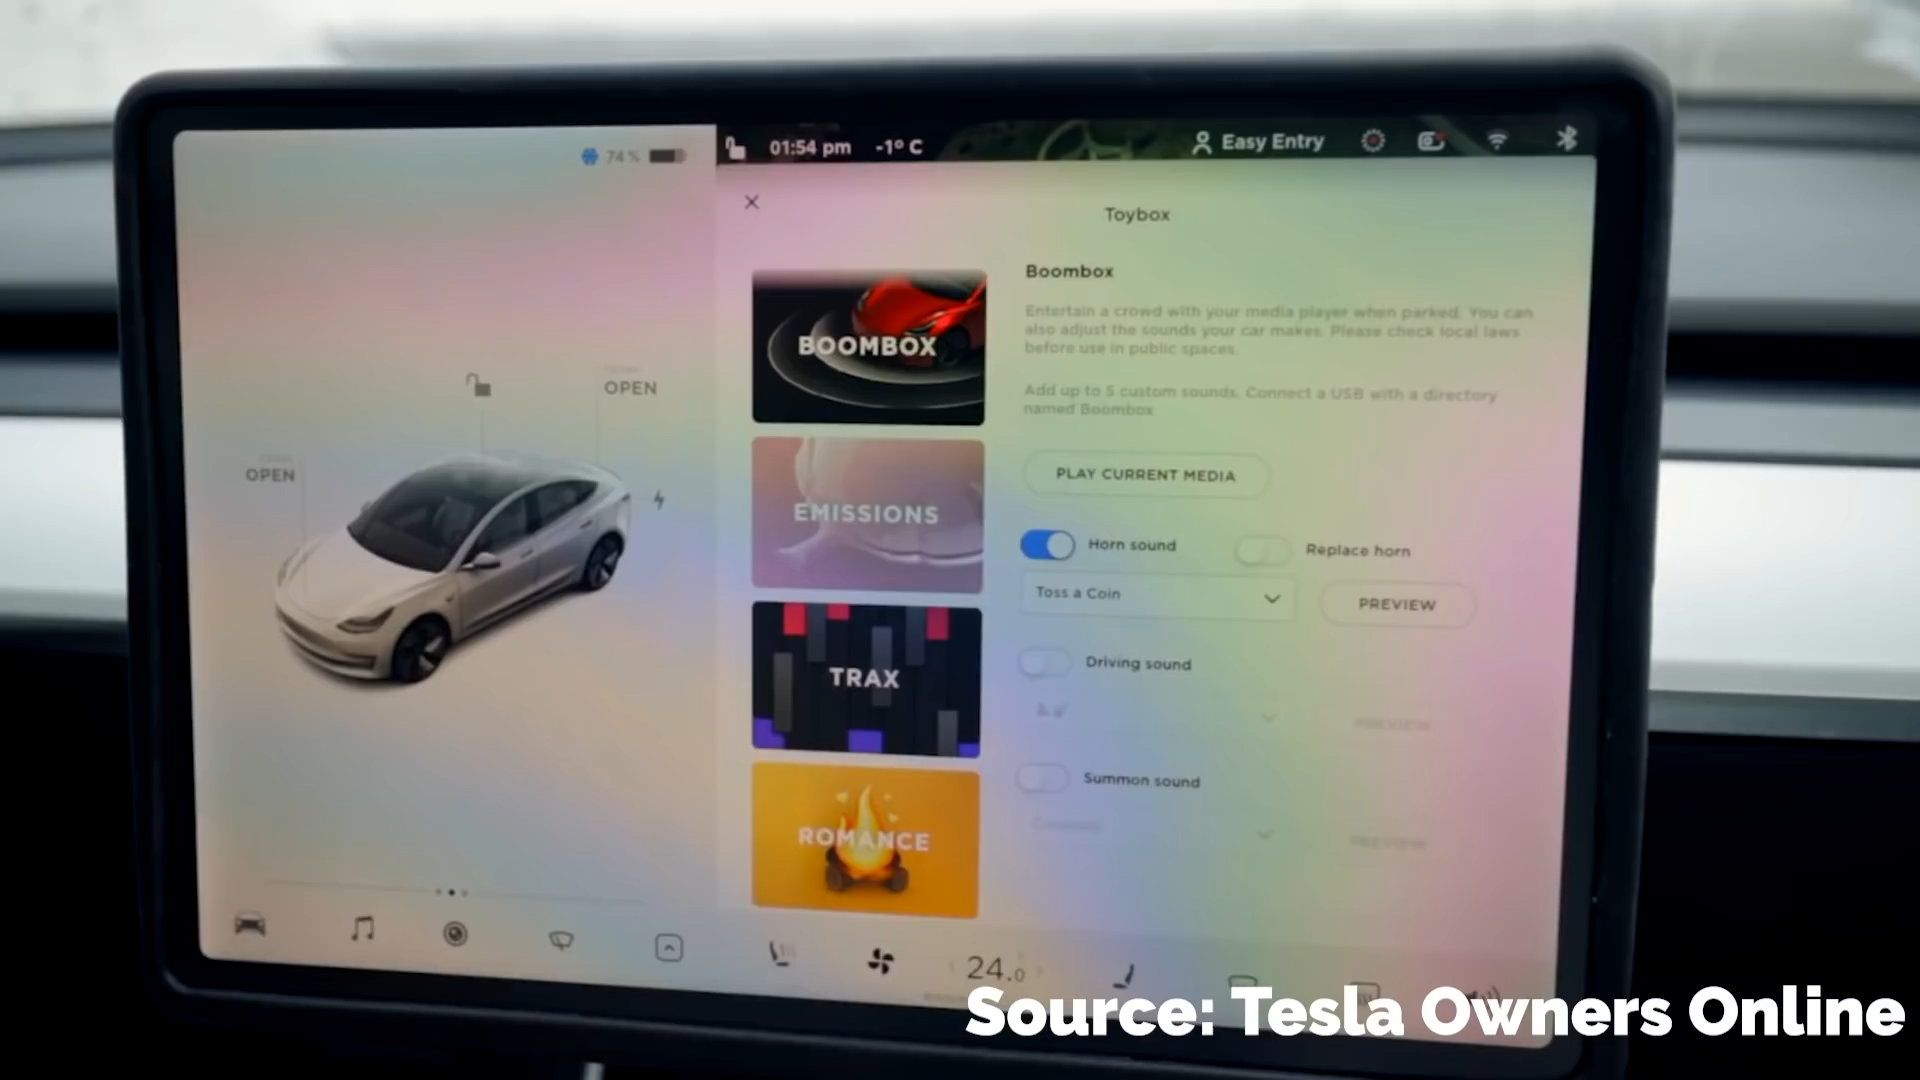 74 %
01:54 pm
-1° C
Easy Entry
Toybox
OPEN
OPEN
BOOMBOX
EMISSIONS
TRAX
ROMANCE
Boombox
Entertain a crowd with your media player when parked. You can
also adjust the sounds your car makes. Please check local laws
before use in public spaces.
Add up to 5 custom sounds. Connect a USB with a directory
named Boombox
PLAY CURRENT MEDIA
Horn sound
Replace horn
Toss a Coin
PREVIEW
Driving sound
PREVIEW
Summon sound
PREVIEW
24.0
Source: Tesla Owners Online